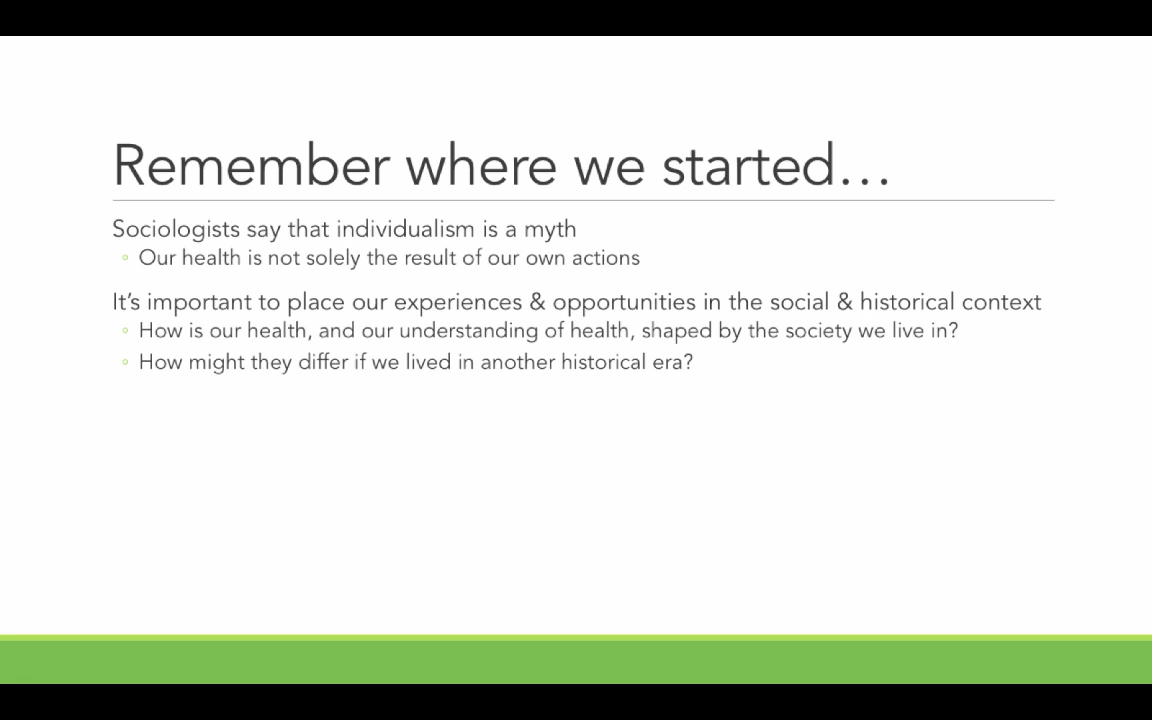 Remember where we started…
Sociologists say that individualism is a myth
◦ Our health is not solely the result of our own actions
It’s important to place our experiences & opportunities in the social & historical context
◦ How is our health, and our understanding of health, shaped by the society we live in?
◦ How might they differ if we lived in another historical era?